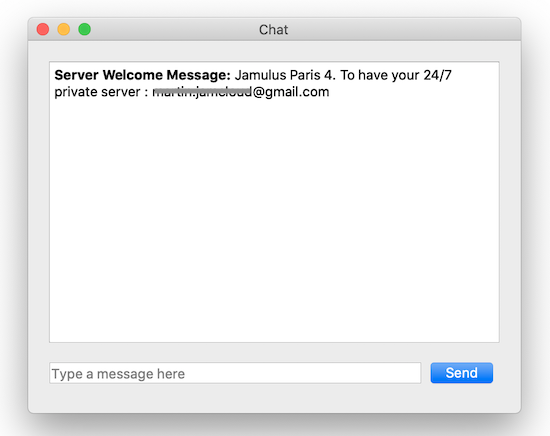 Chat
Server Welcome Message: Jamulus Paris 4. To have your 24/7
private server : @gmail.com
Type a message here
Send